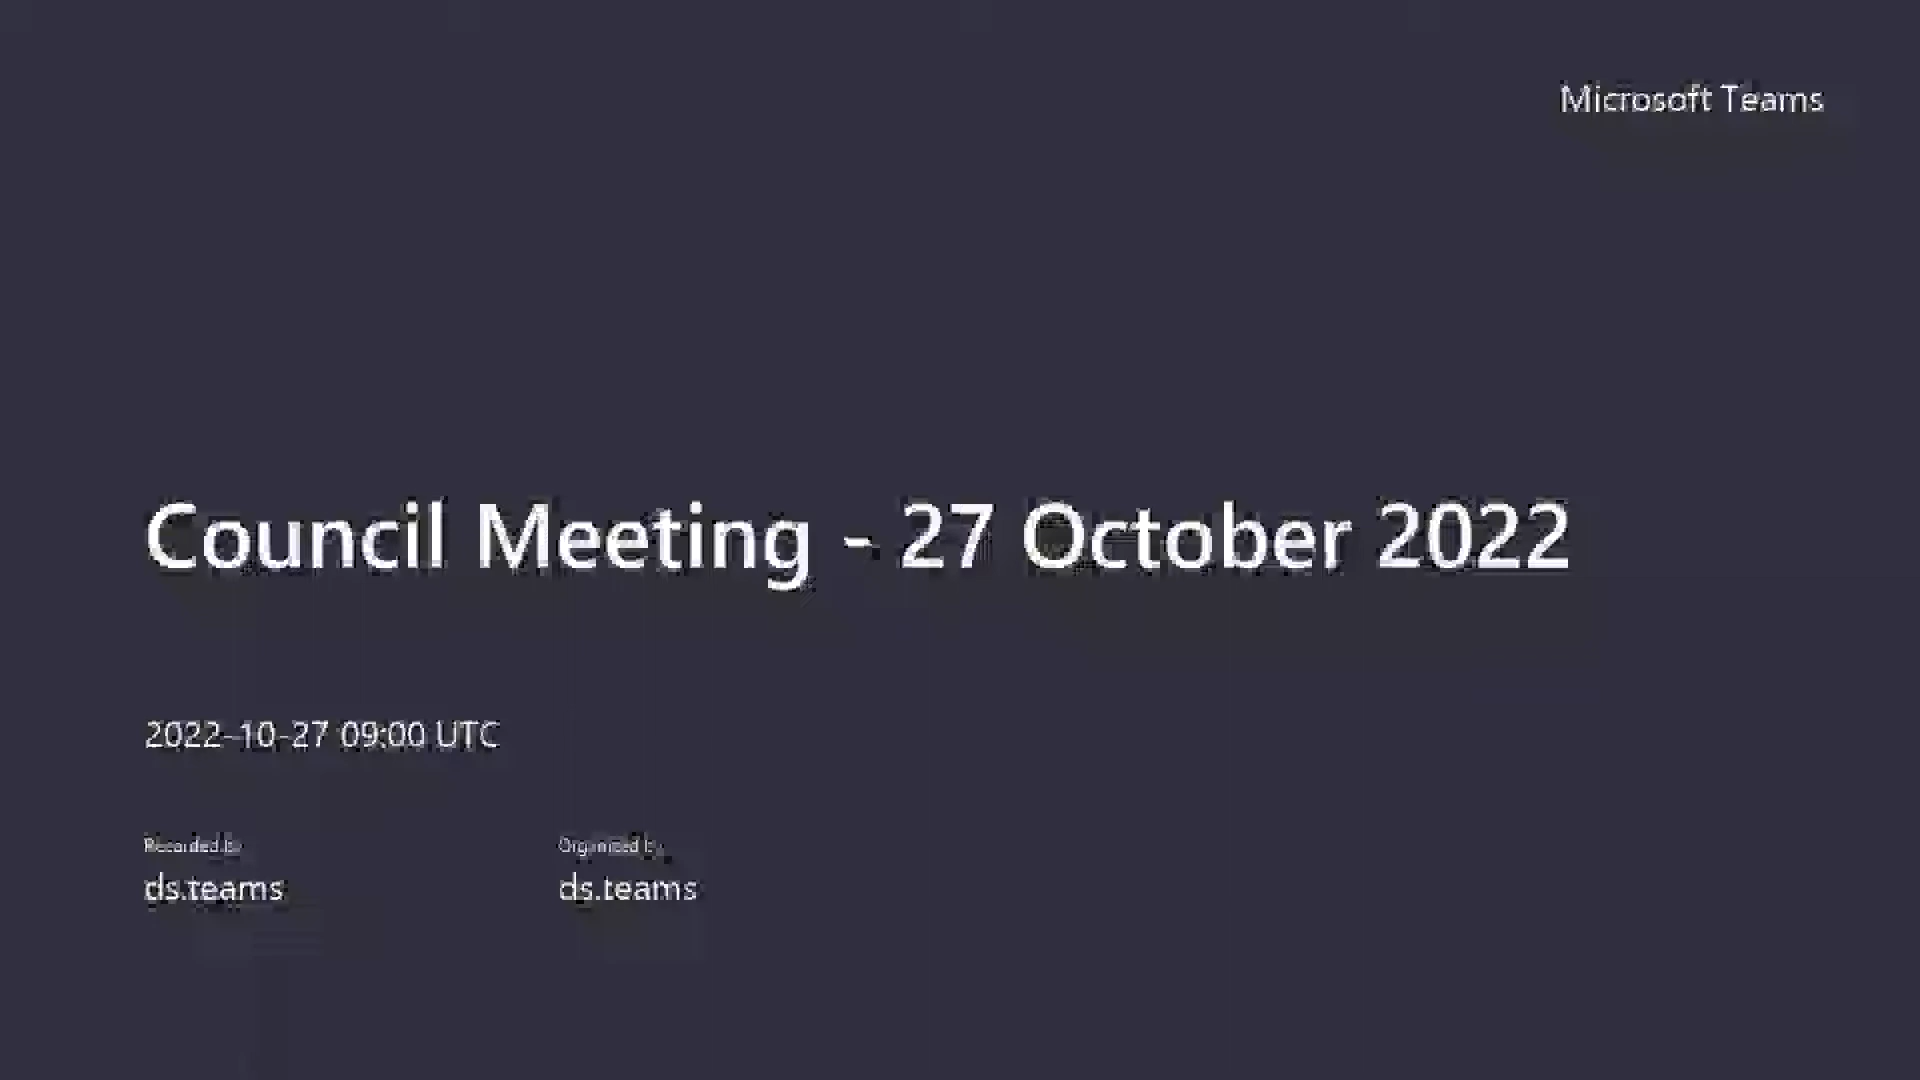 Microsoft Teams
Council Meeting - 27 October 2022
2022-10-27 09:00 UTC
Recorded by
Organized by
ds.teams
ds.teams